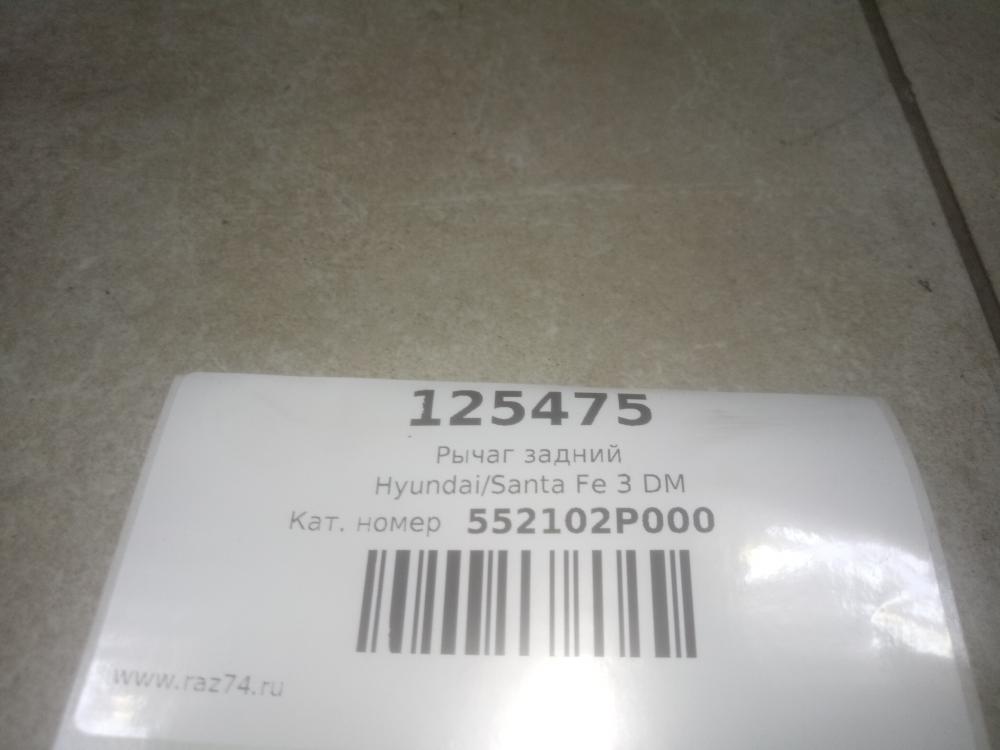 125475
Рычаг задний
Hyundai/Santa Fe 3 DM
Кат. номер 552102P000
www.raz74.ru